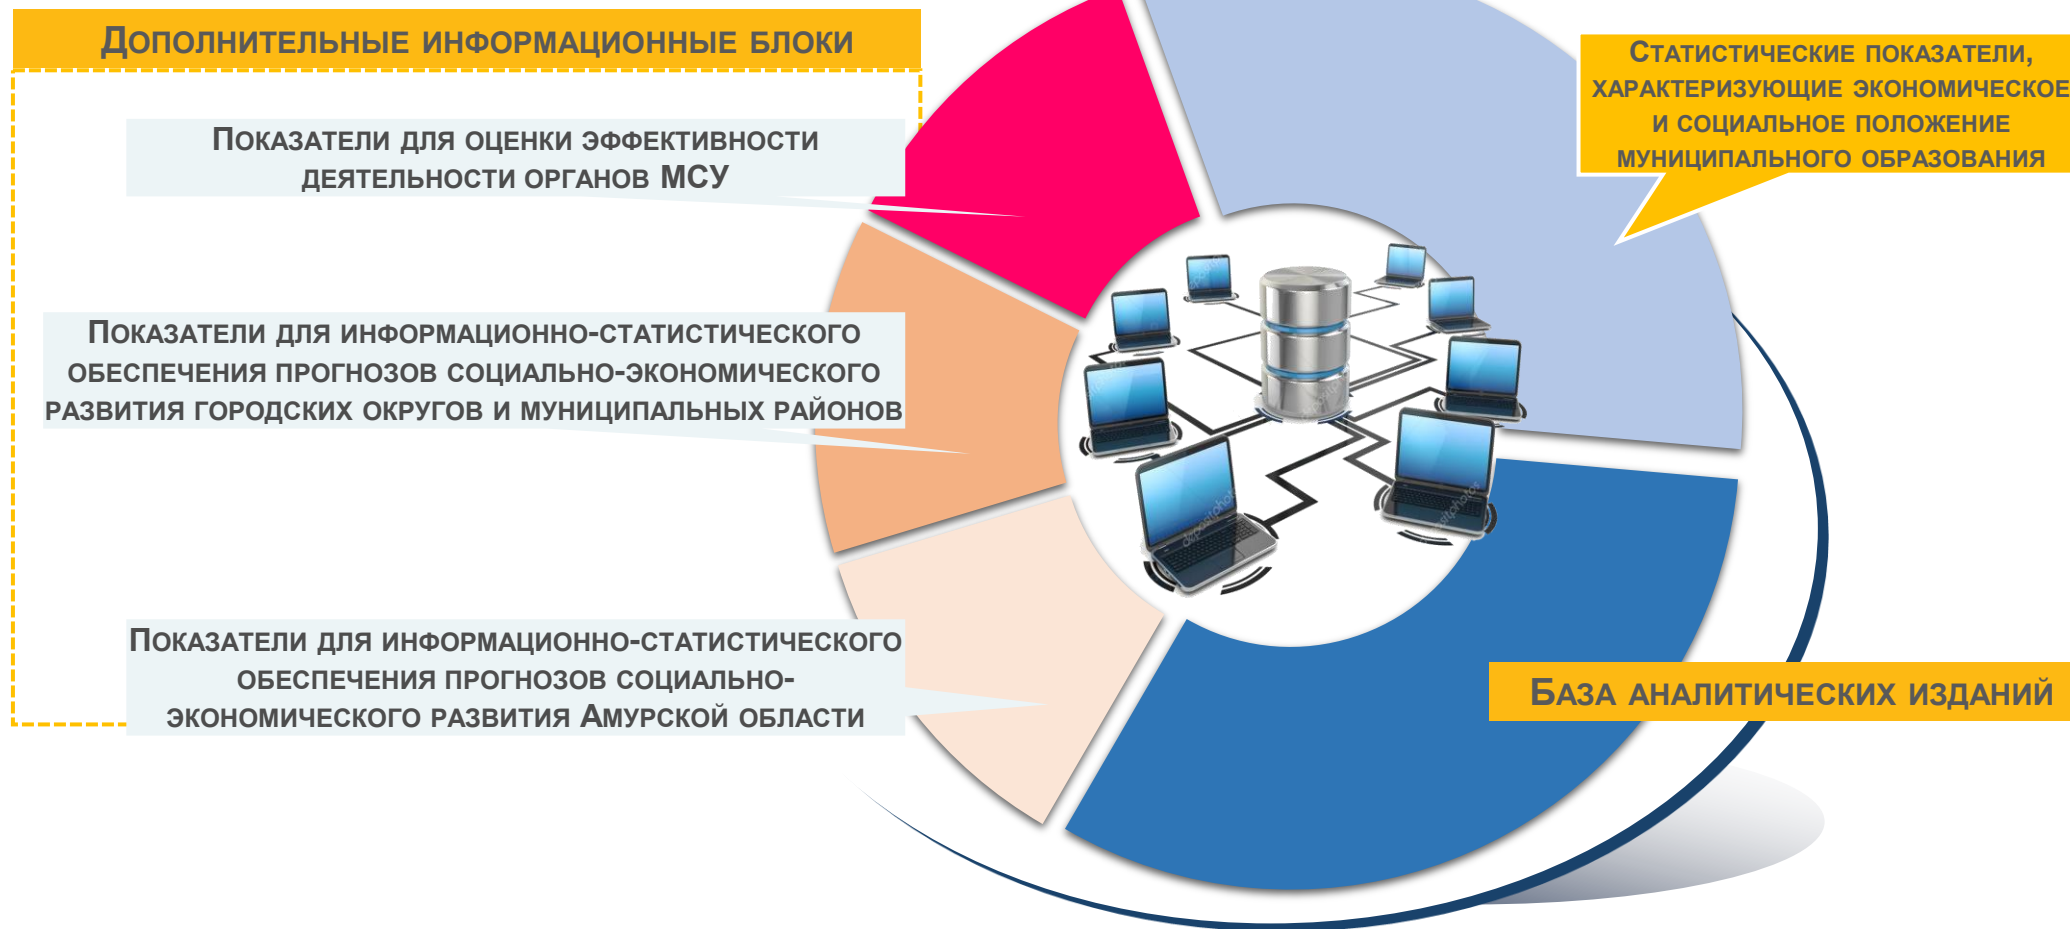 Дополнительные информационные блоки
Показатели для оценки эффективности
деятельности органов МСУ
Показатели для информационно-статистического
обеспечения прогнозов социально-экономического
развития городских округов и муниципальных районов
Показатели для информационно-статистического
обеспечения прогнозов социально-
экономического развития Амурской области
Статистические показатели,
характеризующие экономическое
и социальное положение
муниципального образования
База аналитических изданий
depositphotos
depositphotos